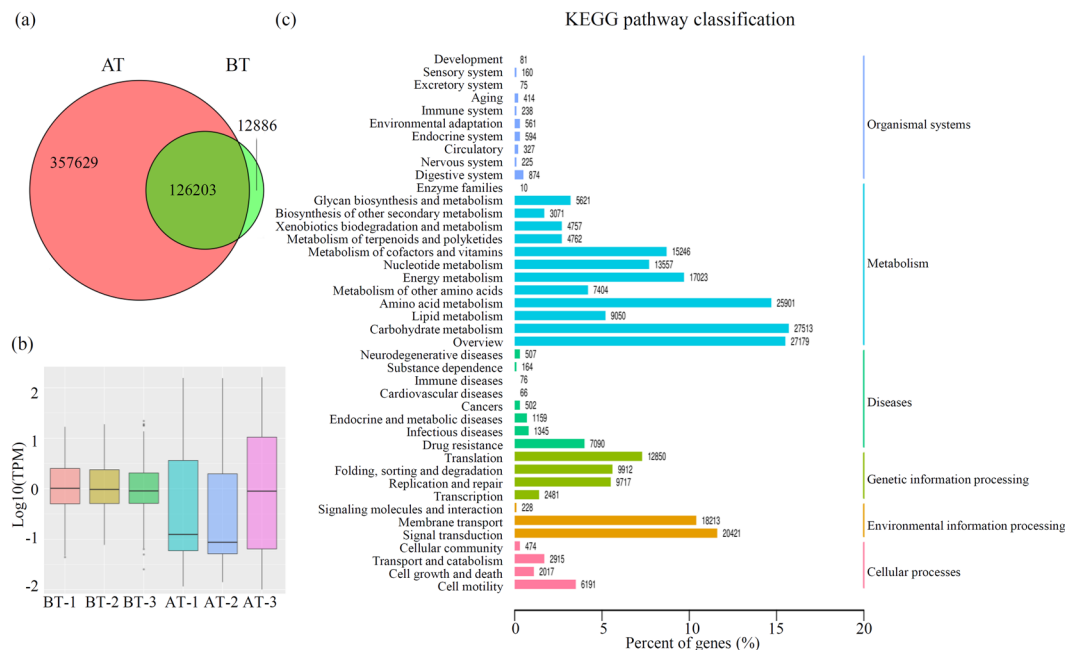 (a)
AT
BT
12886
357629
126203
(b)
Log10(TPM)
2
1
0
-1
-2
BT-1 BT-2 BT-3 AT-1 AT-2 AT-3
(c)
KEGG pathway classification
Development 81
Sensory system 160
Excretory system 75
Aging 414
Immune system 238
Environmental adaptation 561
Endocrine system 594
Circulatory 327
Nervous system 225
Digestive system 874
Organismal systems
Enzyme families 10
Glycan biosynthesis and metabolism 5621
Biosynthesis of other secondary metabolism 3071
Xenobiotics biodegradation and metabolism 4757
Metabolism of terpenoids and polyketides 4762
Metabolism of cofactors and vitamins 15246
Nucleotide metabolism 13557
Energy metabolism 17023
Metabolism of other amino acids 7404
Amino acid metabolism 25901
Lipid metabolism 9050
Carbohydrate metabolism 27513
Overview 27179
Metabolism
Neurodegenerative diseases 507
Substance dependence 164
Immune diseases 76
Cardiovascular diseases 66
Cancers 502
Endocrine and metabolic diseases 1159
Infectious diseases 1345
Drug resistance 7090
Diseases
Translation 12850
Folding, sorting and degradation 9912
Replication and repair 9717
Transcription 2481
Genetic information processing
Signaling molecules and interaction 228
Membrane transport 18213
Signal transduction 20421
Environmental information processing
Cellular community 474
Transport and catabolism 2915
Cell growth and death 2017
Cell motility 6191
Cellular processes
0 5 10 15 20
Percent of genes (%)